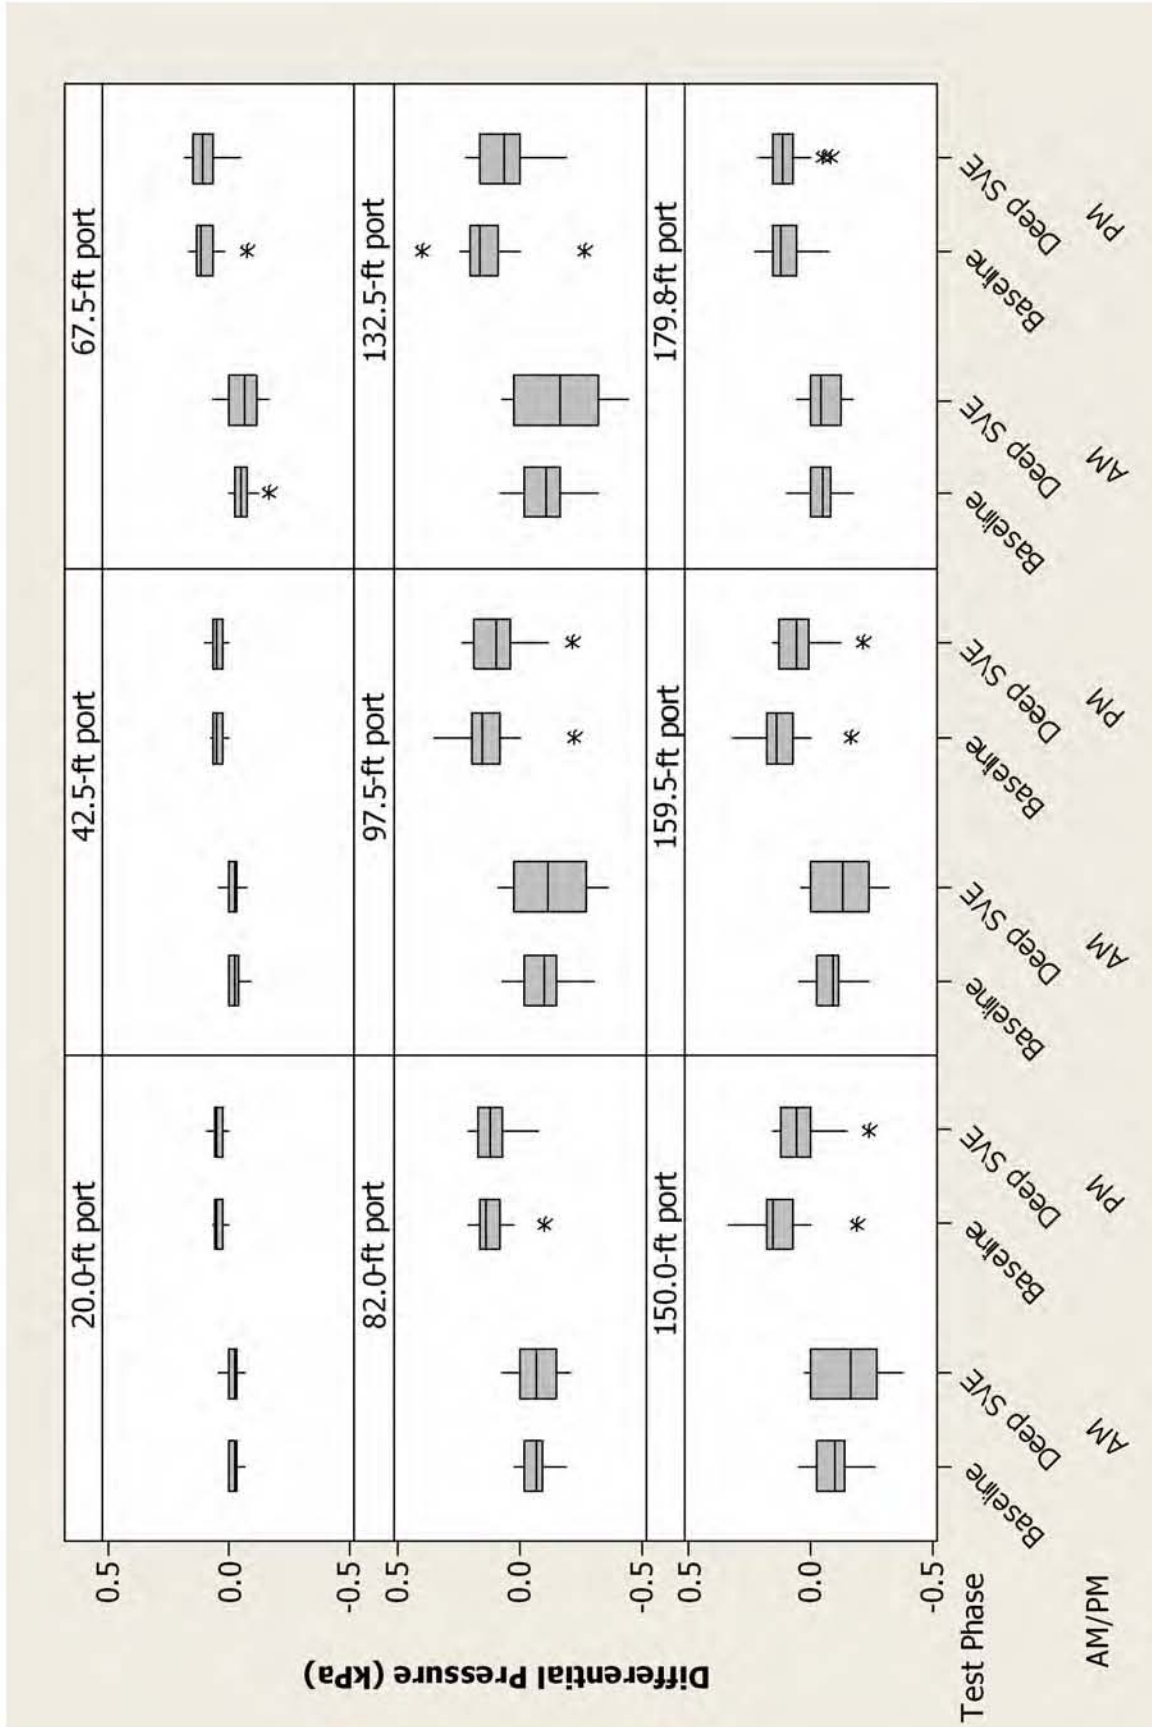 20.0-ft port
42.5-ft port
67.5-ft port
0.5
0.0
-0.5
82.0-ft port
97.5-ft port
132.5-ft port
0.5
0.0
-0.5
150.0-ft port
159.5-ft port
179.8-ft port
0.5
0.0
-0.5
Differential Pressure (kPa)
Test Phase
Baseline Deep SVE Baseline Deep SVE Baseline Deep SVE Baseline Deep SVE Baseline Deep SVE Baseline Deep SVE
AM/PM
AM PM AM PM AM PM